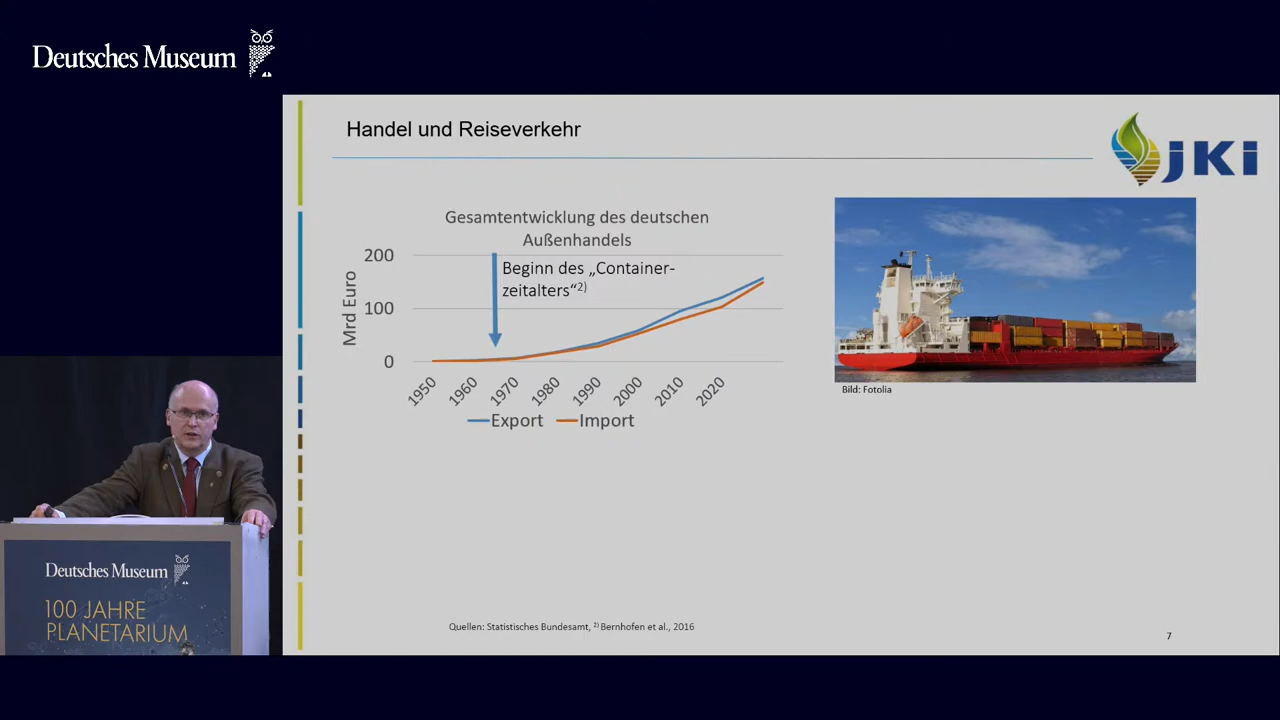 Deutsches Museum
Handel und Reiseverkehr
JKi
Gesamtentwicklung des deutschen
Außenhandels
Beginn des „Container-
zeitalters“2)
Mrd Euro
200
100
0
1950
1960
1970
1980
1990
2000
2010
2020
Export
Import
Bild: Fotolia
Quellen: Statistisches Bundesamt, 2) Bernhofen et al., 2016
7
Deutsches Museum
100 JAHRE
PLANETARIUM